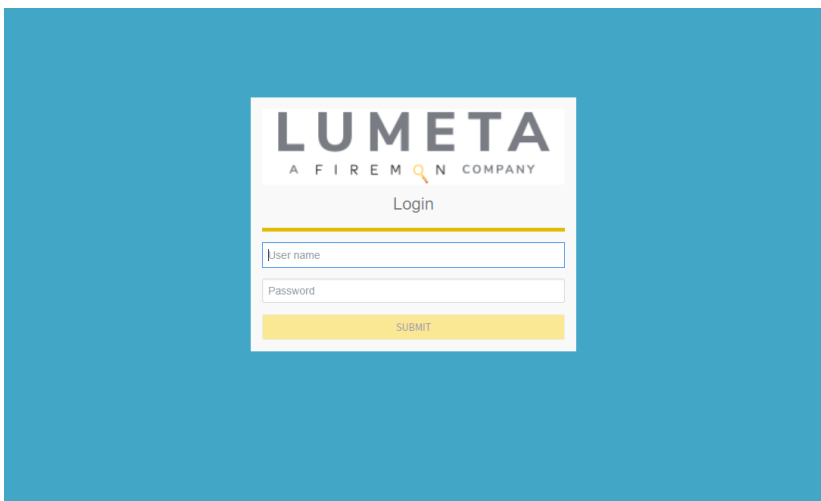 LUMETA
A FIREMON COMPANY
Login
User name
Password
SUBMIT